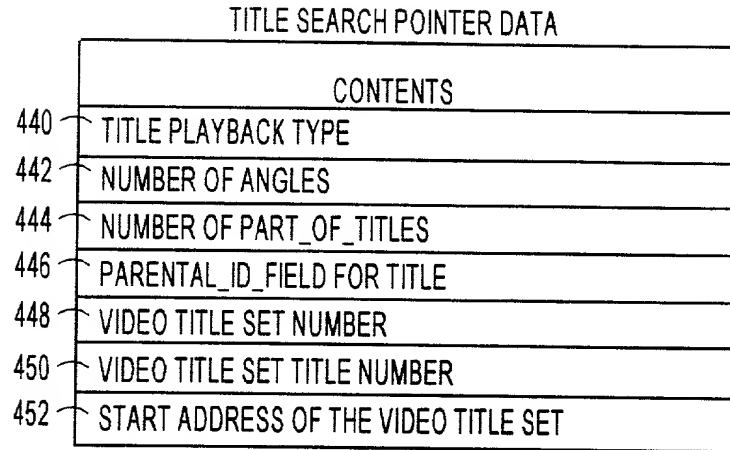 TITLE SEARCH POINTER DATA
CONTENTS
440 TITLE PLAYBACK TYPE
442 NUMBER OF ANGLES
444 NUMBER OF PART_OF_TITLES
446 PARENTAL_ID_FIELD FOR TITLE
448 VIDEO TITLE SET NUMBER
450 VIDEO TITLE SET TITLE NUMBER
452 START ADDRESS OF THE VIDEO TITLE SET